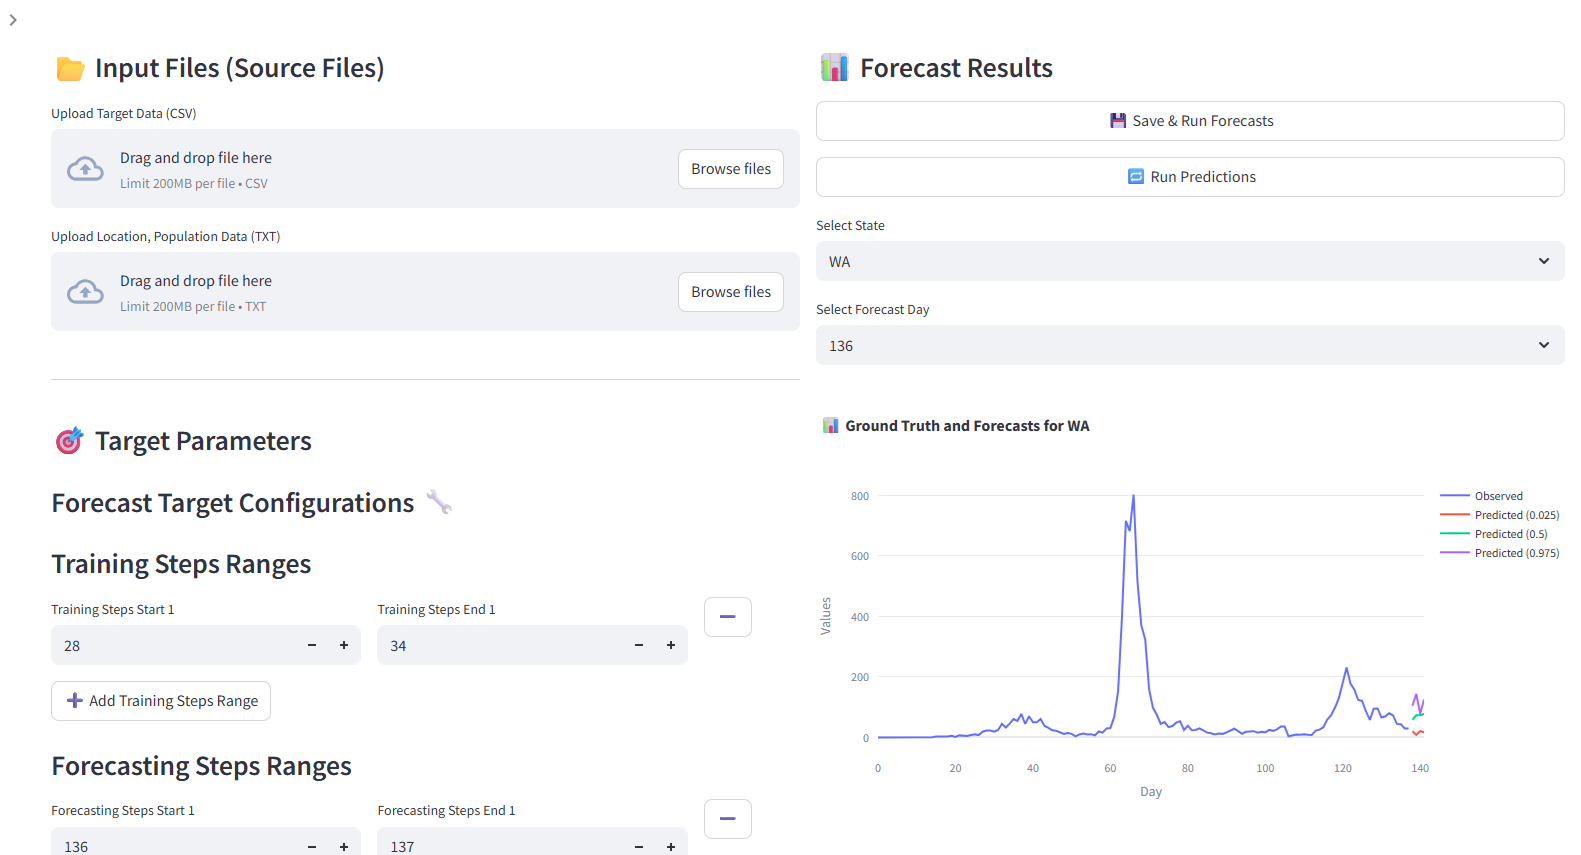 Input Files (Source Files)
Upload Target Data (CSV)
Drag and drop file here
Limit 200MB per file • CSV
Browse files
Upload Location, Population Data (TXT)
Drag and drop file here
Limit 200MB per file • TXT
Browse files
Target Parameters
Forecast Target Configurations
Training Steps Ranges
Training Steps Start 1
28
Training Steps End 1
34
Add Training Steps Range
Forecasting Steps Ranges
Forecasting Steps Start 1
136
Forecasting Steps End 1
137
Forecast Results
Save & Run Forecasts
Run Predictions
Select State
WA
Select Forecast Day
136
Ground Truth and Forecasts for WA
800
600
400
200
0
Values
0 20 40 60 80 100 120 140
Day
Observed
Predicted (0.025)
Predicted (0.5)
Predicted (0.975)